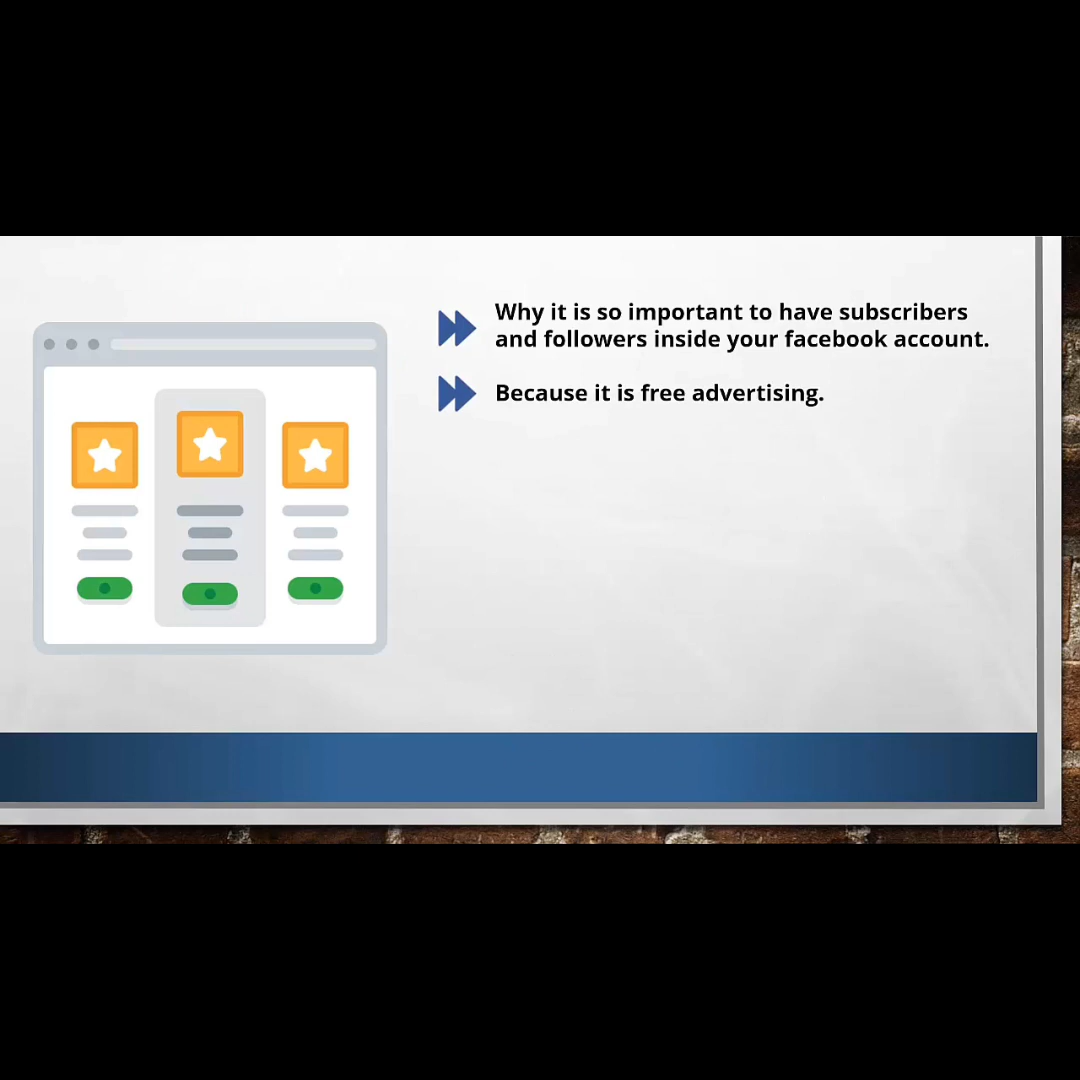 Why it is so important to have subscribers
and followers inside your facebook account.
Because it is free advertising.